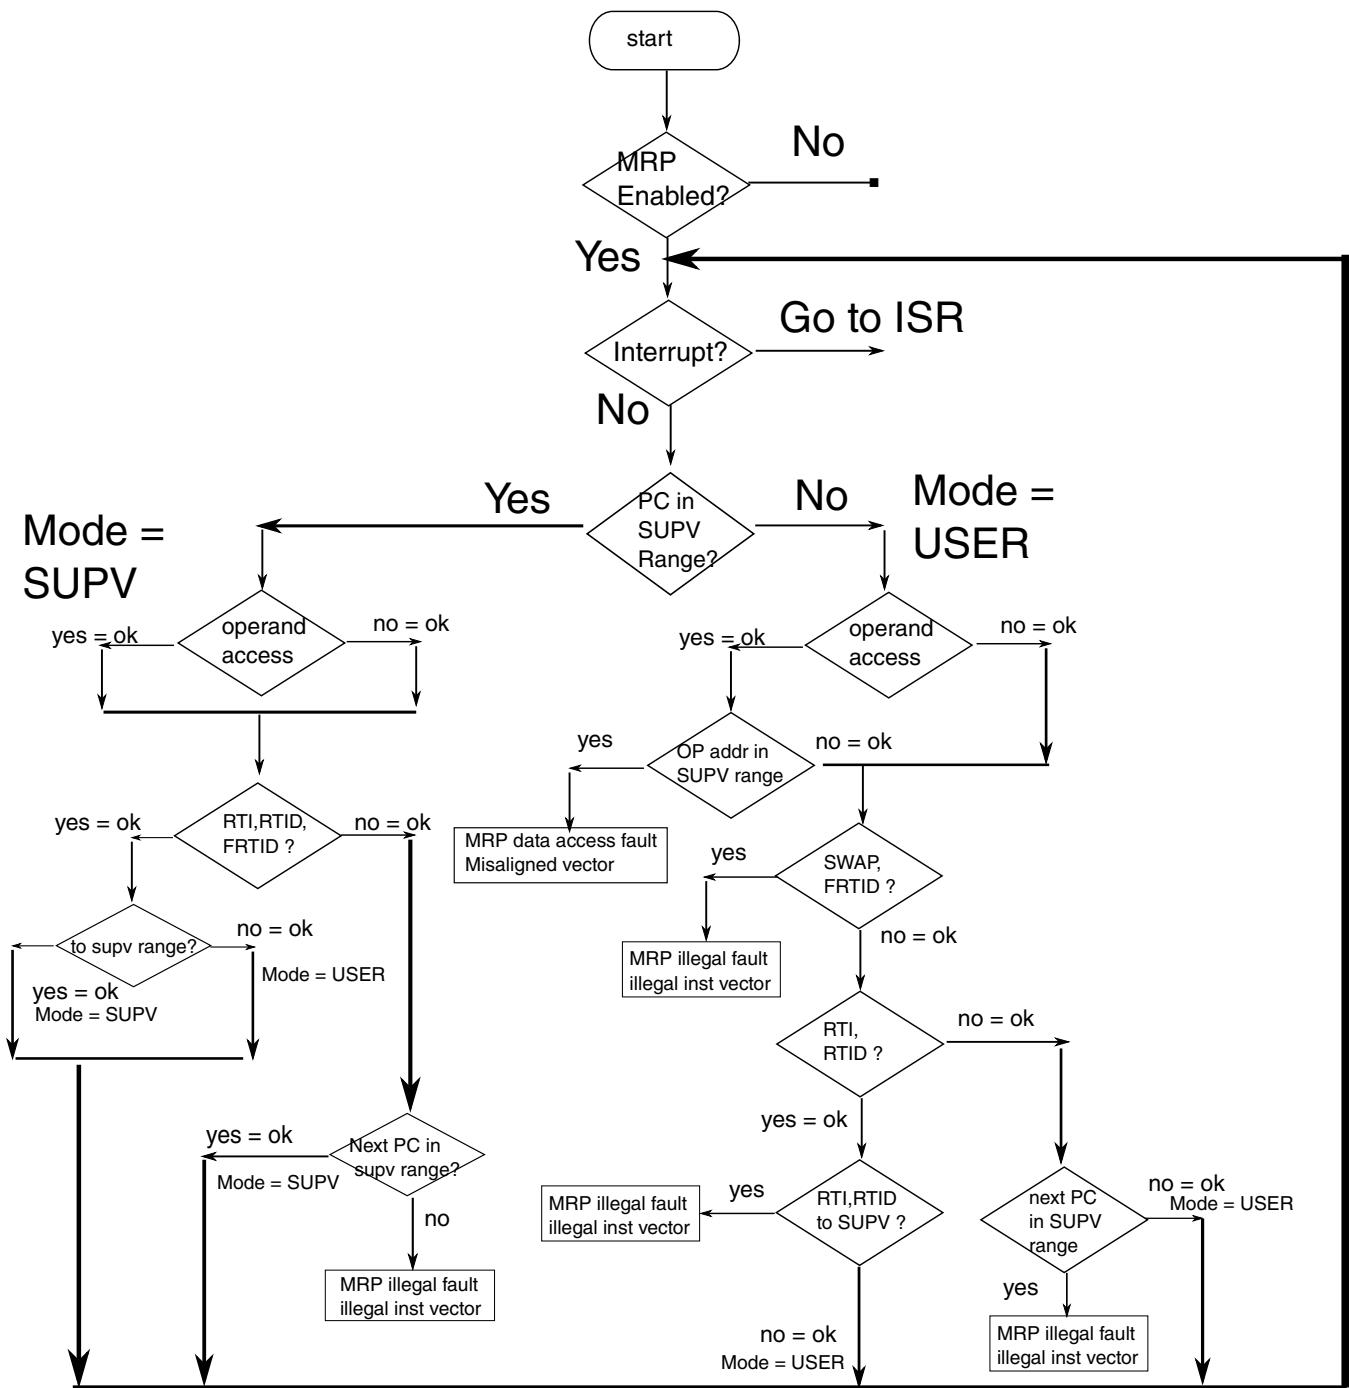 start
No
MRP
Enabled?
Yes
Go to ISR
Interrupt?
No
Yes
PC in
SUPV
Range?
No
Mode =
USER
Mode =
SUPV
yes = ok
operand
access
no = ok
yes = ok
operand
access
no = ok
yes
OP addr in
SUPV range
no = ok
MRP data access fault
Misaligned vector
yes = ok
RTI,RTID,
FRTID ?
no = ok
yes
SWAP,
FRTID ?
no = ok
to supv range?
no = ok
Mode = USER
yes = ok
Mode = SUPV
MRP illegal fault
illegal inst vector
RTI,
RTID ?
no = ok
yes = ok
yes = ok
Mode = SUPV
Next PC in
supv range?
no
MRP illegal fault
illegal inst vector
MRP illegal fault
illegal inst vector
yes
RTI,RTID
to SUPV ?
no = ok
Mode = USER
next PC
in SUPV
range
no = ok
Mode = USER
yes
MRP illegal fault
illegal inst vector